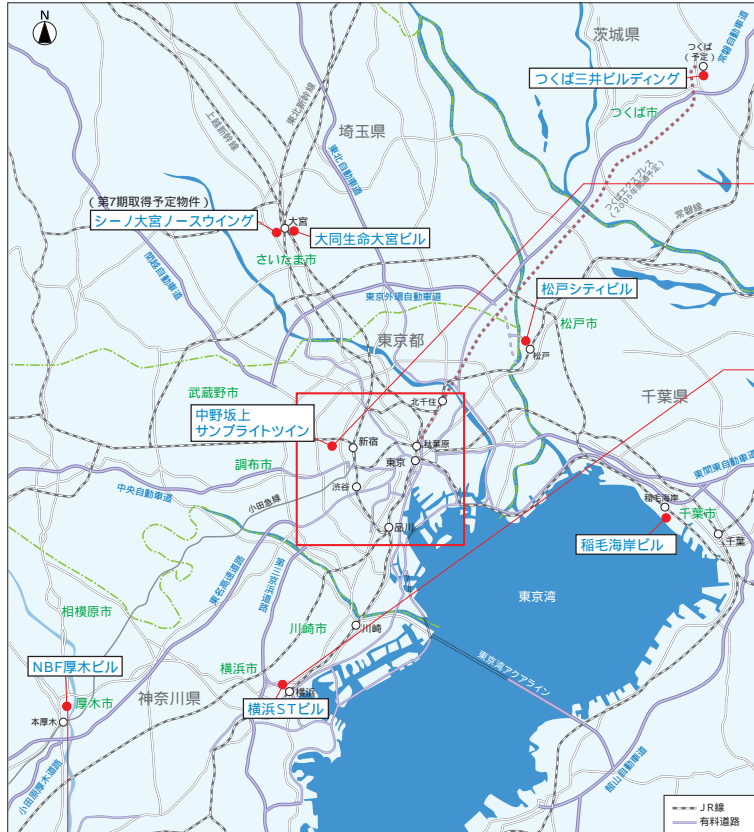 N
茨城県
常磐自動車道
つくば
(予定)
つくば三井ビルディング
つくば市
東北新幹線
上越新幹線
埼玉県
東北自動車道
つくばエクスプレス
(2005年開通予定)
常磐線
(第7期取得予定物件)
シーノ大宮ノースウイング
大宮
大同生命大宮ビル
さいたま市
関越自動車道
東京外環自動車道
松戸シティビル
松戸市
松戸
東京都
武蔵野市
北千住
千葉県
中野坂上
サンブライトツイン
新宿
秋葉原
東京
調布市
中央自動車道
小田急線
渋谷
東関東自動車道
稲毛海岸
千葉市
品川
稲毛海岸ビル
千葉
東名高速道路
第三京浜道路
東京湾
相模原市
川崎市
川崎
NBF厚木ビル
横浜市
東京湾アクアライン
厚木市
神奈川県
横浜
横浜STビル
本厚木
小田原厚木道路
館山自動車道
JR線
有料道路